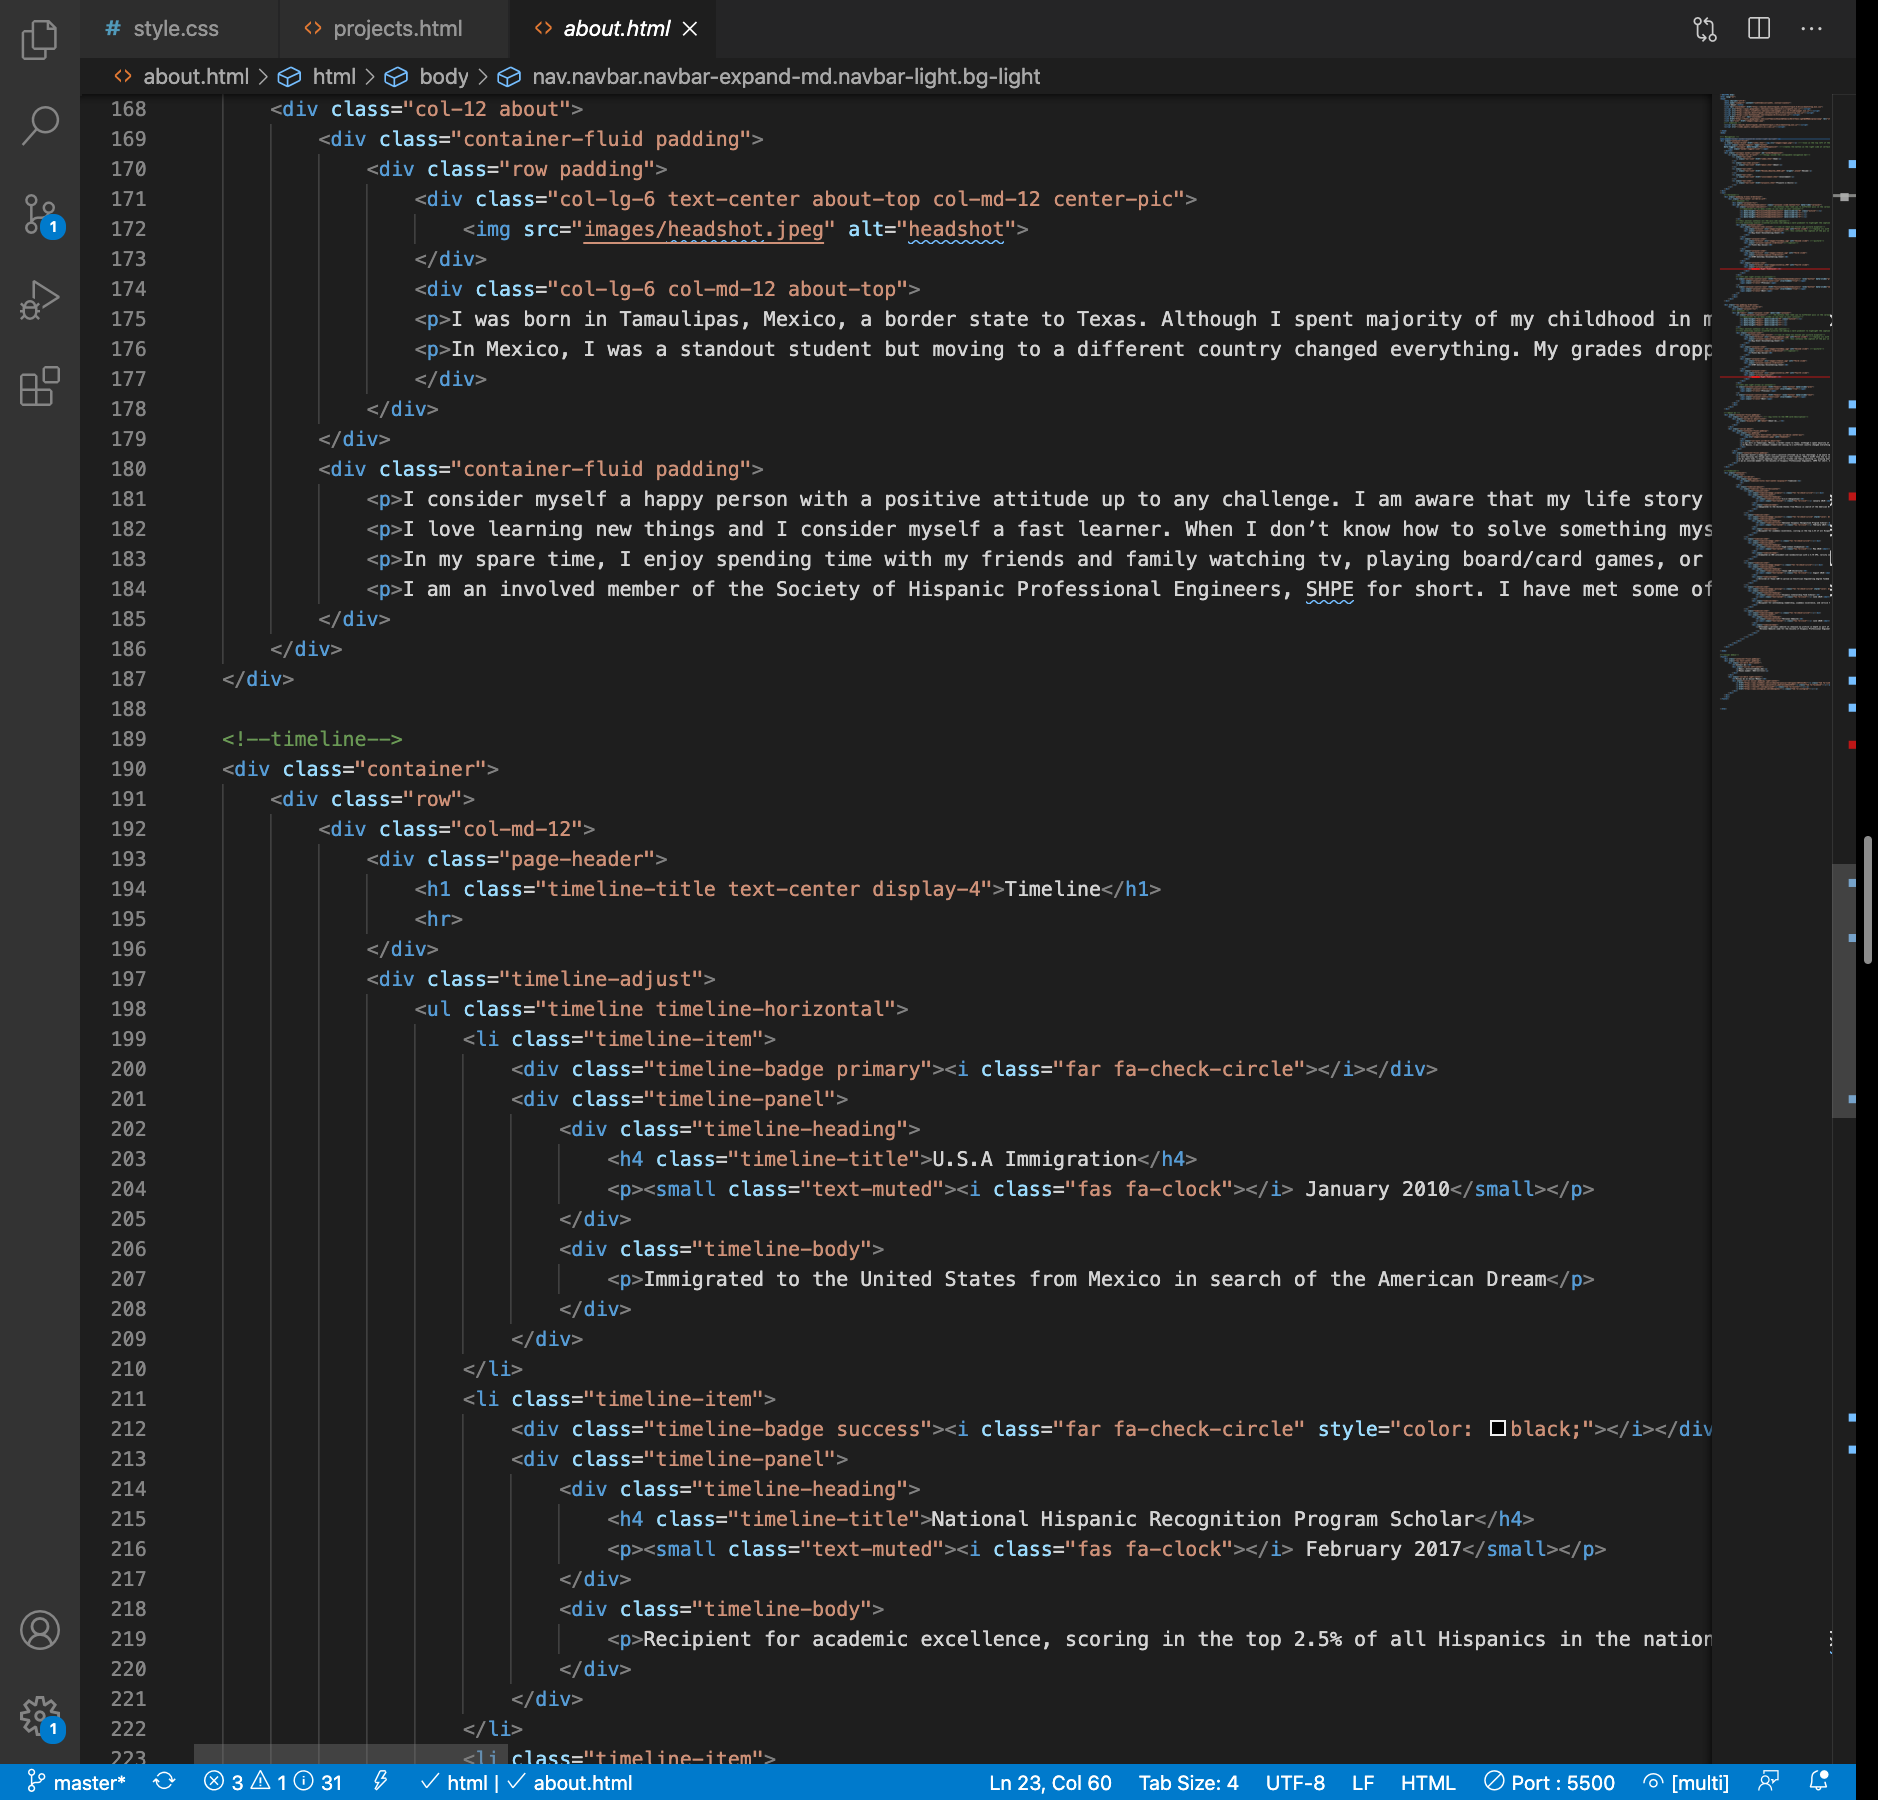 # style.css <> projects.html <> about.html ×
<> about.html > html > body > nav.navbar.navbar-expand-md.navbar-light.bg-light
168 <div class="col-12 about">
169 <div class="container-fluid padding">
170 <div class="row padding">
171 <div class="col-lg-6 text-center about-top col-md-12 center-pic">
172 <img src="images/headshot.jpeg" alt="headshot">
173 </div>
174 <div class="col-lg-6 col-md-12 about-top">
175 <p>I was born in Tamaulipas, Mexico, a border state to Texas. Although I spent majority of my childhood in m
176 <p>In Mexico, I was a standout student but moving to a different country changed everything. My grades dropp
177 </div>
178 </div>
179 </div>
180 <div class="container-fluid padding">
181 <p>I consider myself a happy person with a positive attitude up to any challenge. I am aware that my life story
182 <p>I love learning new things and I consider myself a fast learner. When I don’t know how to solve something mys
183 <p>In my spare time, I enjoy spending time with my friends and family watching tv, playing board/card games, or
184 <p>I am an involved member of the Society of Hispanic Professional Engineers, SHPE for short. I have met some of
185 </div>
186 </div>
187 </div>
188
189 <!--timeline-->
190 <div class="container">
191 <div class="row">
192 <div class="col-md-12">
193 <div class="page-header">
194 <h1 class="timeline-title text-center display-4">Timeline</h1>
195 <hr>
196 </div>
197 <div class="timeline-adjust">
198 <ul class="timeline timeline-horizontal">
199 <li class="timeline-item">
200 <div class="timeline-badge primary"><i class="far fa-check-circle"></i></div>
201 <div class="timeline-panel">
202 <div class="timeline-heading">
203 <h4 class="timeline-title">U.S.A Immigration</h4>
204 <p><small class="text-muted"><i class="fas fa-clock"></i> January 2010</small></p>
205 </div>
206 <div class="timeline-body">
207 <p>Immigrated to the United States from Mexico in search of the American Dream</p>
208 </div>
209 </div>
210 </li>
211 <li class="timeline-item">
212 <div class="timeline-badge success"><i class="far fa-check-circle" style="color: black;"></i></div
213 <div class="timeline-panel">
214 <div class="timeline-heading">
215 <h4 class="timeline-title">National Hispanic Recognition Program Scholar</h4>
216 <p><small class="text-muted"><i class="fas fa-clock"></i> February 2017</small></p>
217 </div>
218 <div class="timeline-body">
219 <p>Recipient for academic excellence, scoring in the top 2.5% of all Hispanics in the nation
220 </div>
221 </div>
222 </li>
223 <li class="timeline-item">
1
1
master* 3 1 31 html | about.html Ln 23, Col 60 Tab Size: 4 UTF-8 LF HTML Port : 5500 [multi]